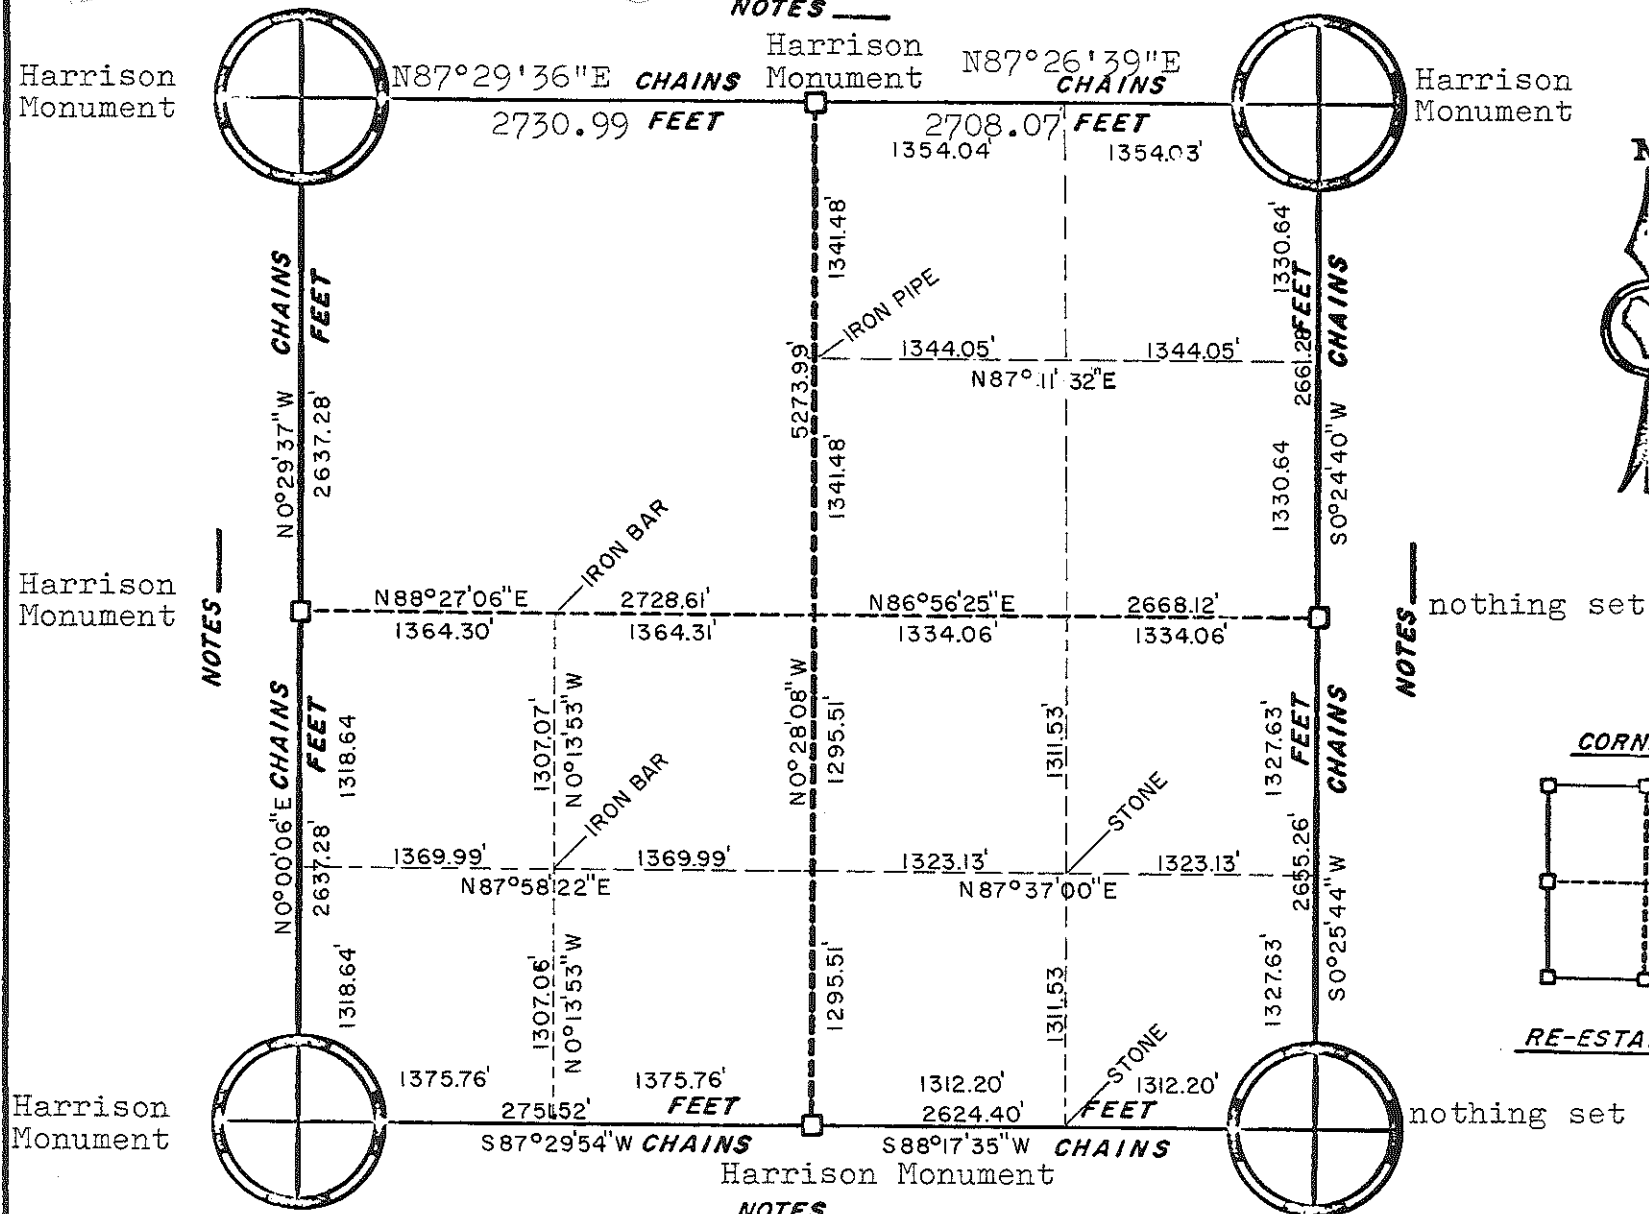 NOTES
Harrison
Monument
N87°29'36"E CHAINS
2730.99 FEET
Harrison
Monument
N87°26'39"E
CHAINS
2708.07 FEET
1354.04'
1354.03'
Harrison
Monument
N
CHAINS
FEET
N0°29'37"W
2637.28'
1341.48'
IRON PIPE
5273.99'
1344.05'
1344.05'
N87°11'32"E
1341.48'
1330.64'
FEET
CHAINS
2661.28'
1330.64
S0°24'40"W
Harrison
Monument
NOTES
IRON BAR
N88°27'06"E
2728.61'
N86°56'25"E
2668.12'
1364.30'
1364.31'
1334.06'
1334.06'
NOTES
nothing set
CHAINS
FEET
1318.64
N0°00'06"E
2637.28'
1318.64'
1307.07'
N0°13'53"W
IRON BAR
N0°28'08"W
1295.51'
1311.53'
STONE
1327.63'
FEET
CHAINS
2655.26'
S0°25'44"W
1327.63'
1369.99'
1369.99'
1323.13'
1323.13'
N87°58'22"E
N87°37'00"E
1307.06'
N0°13'53"W
1295.51'
1311.53
STONE
CORN
RE-ESTA
Harrison
Monument
1375.76'
1375.76'
1312.20'
1312.20'
2751.52'
FEET
2624.40'
FEET
S87°29'54"W CHAINS
S88°17'35"W CHAINS
nothing set
Harrison Monument
NOTES